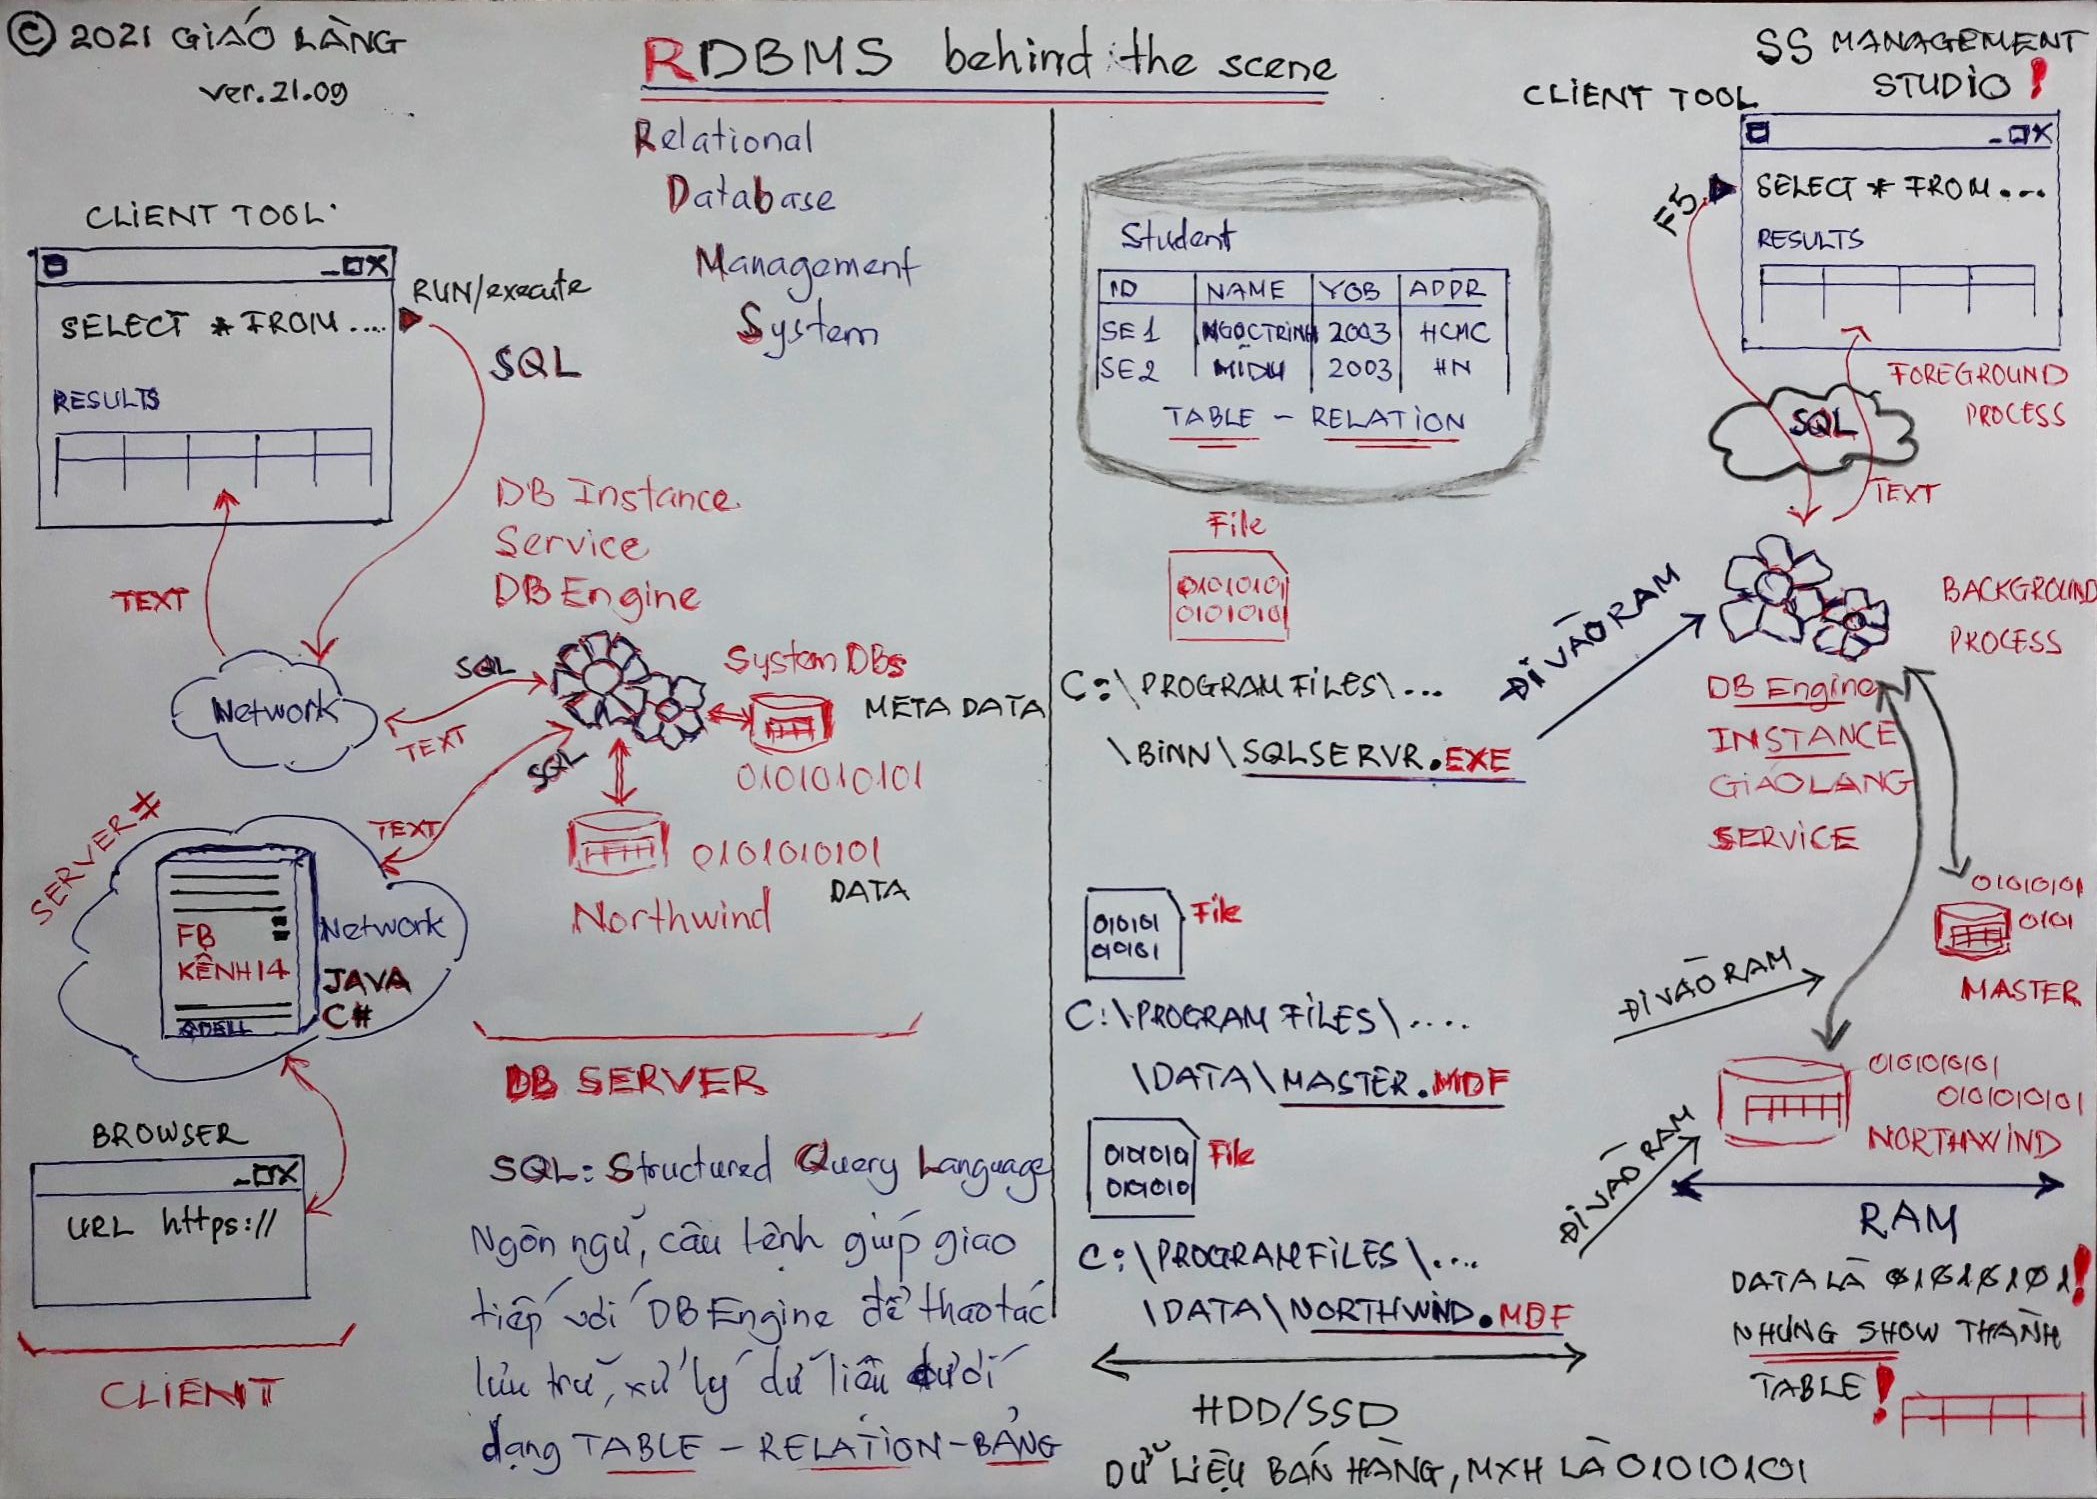 © 2021 GIÁO LÀNG
ver.21.09
RDBMS behind the scene
Relational
Database
Management
System
CLIENT TOOL
SELECT * FROM ....
RUN/execute
SQL
RESULTS
TEXT
Network
DB Instance
Service
DB Engine
SQL
TEXT
System DBs
META DATA
0101010101
SQL
TEXT
0101010101
DATA
Northwind
SERVER*
FB
KÊNH14
DELL
Network
JAVA
C#
DB SERVER
BROWSER
URL https://
CLIENT
SQL: Structured Query Language
Ngôn ngữ, câu lệnh giúp giao
tiếp với DB Engine để thao tác
lưu trữ, xử lý dữ liệu dưới
dạng TABLE - RELATION - BẢNG
Student
ID NAME YOB ADDR
SE1 NGỌCTRINH 2003 HCMC
SE2 MIDU 2003 HN
TABLE - RELATION
File
0101010
0101010
C:\PROGRAM FILES\...
\BINN\SQLSERVR.EXE
ĐI VÀO RAM
File
010101
00101
C:\PROGRAM FILES\....
\DATA\MASTER.MDF
ĐI VÀO RAM
File
010101
010101
C:\PROGRAM FILES\....
\DATA\NORTHWIND.MDF
ĐI VÀO RAM
HDD/SSD
DỮ LIỆU BÁN HÀNG, MXH LÀ 01010101
SS MANAGEMENT
STUDIO!
CLIENT TOOL
F5
SELECT * FROM...
RESULTS
FOREGROUND
PROCESS
SQL
TEXT
BACKGROUND
PROCESS
DB Engine
INSTANCE
GIÁO LÀNG
SERVICE
0101010
0101
MASTER
01010101
010101010
NORTHWIND
RAM
DATA LÀ 01010101!
NHƯNG SHOW THÀNH
TABLE!